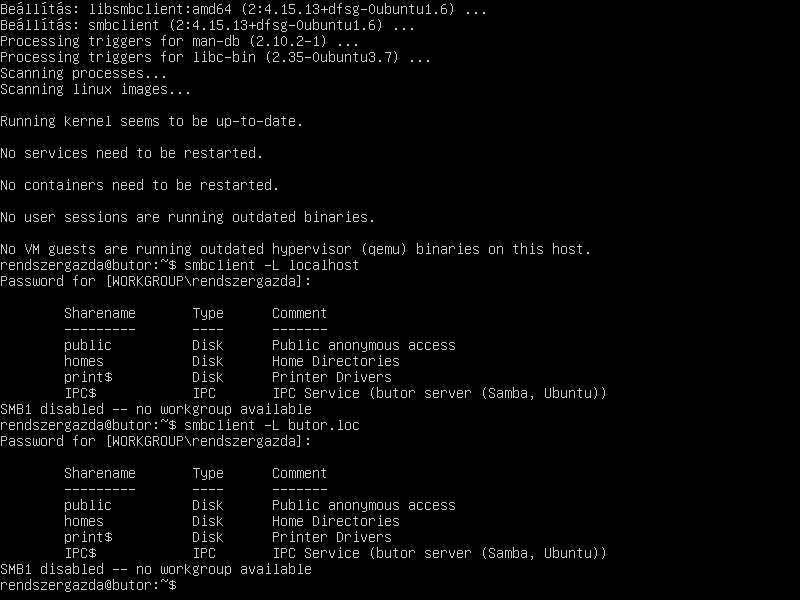 Beállítás: libsmbclient:amd64 (2:4.15.13+dfsg-0ubuntu1.6) ...
Beállítás: smbclient (2:4.15.13+dfsg-0ubuntu1.6) ...
Processing triggers for man-db (2.10.2-1) ...
Processing triggers for libc-bin (2.35-0ubuntu3.7) ...
Scanning processes...
Scanning linux images...
Running kernel seems to be up-to-date.
No services need to be restarted.
No containers need to be restarted.
No user sessions are running outdated binaries.
No VM guests are running outdated hypervisor (qemu) binaries on this host.
rendszergazda@butor:~$ smbclient -L localhost
Password for [WORKGROUP\rendszergazda]:
Sharename Type Comment
--------- ---- -------
public Disk Public anonymous access
homes Disk Home Directories
print$ Disk Printer Drivers
IPC$ IPC IPC Service (butor server (Samba, Ubuntu))
SMB1 disabled -- no workgroup available
rendszergazda@butor:~$ smbclient -L butor.loc
Password for [WORKGROUP\rendszergazda]:
Sharename Type Comment
--------- ---- -------
public Disk Public anonymous access
homes Disk Home Directories
print$ Disk Printer Drivers
IPC$ IPC IPC Service (butor server (Samba, Ubuntu))
SMB1 disabled -- no workgroup available
rendszergazda@butor:~$